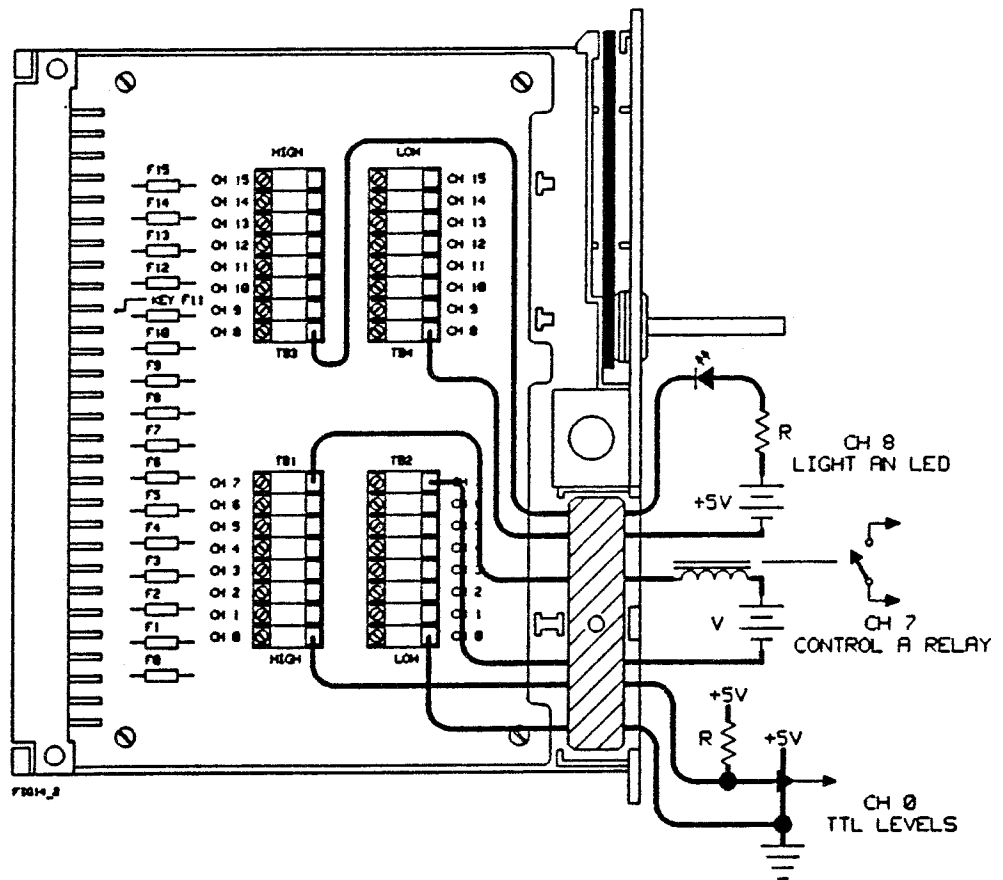 HIGH
LOW
F15
F14
F13
F12
KEY F11
F10
F9
F8
F7
F6
F5
F4
F3
F2
F1
F0
CH 15
CH 14
CH 13
CH 12
CH 11
CH 10
CH 9
CH 8
TB3
TB4
CH 15
CH 14
CH 13
CH 12
CH 11
CH 10
CH 9
CH 8
TB1
TB2
CH 7
CH 6
CH 5
CH 4
CH 3
CH 2
CH 1
CH 0
2
1
HIGH
LOW
R
CH 8
LIGHT AN LED
+5V
V
CH 7
CONTROL A RELAY
+5V
R
+5V
CH 0
TTL LEVELS
FIG14_2